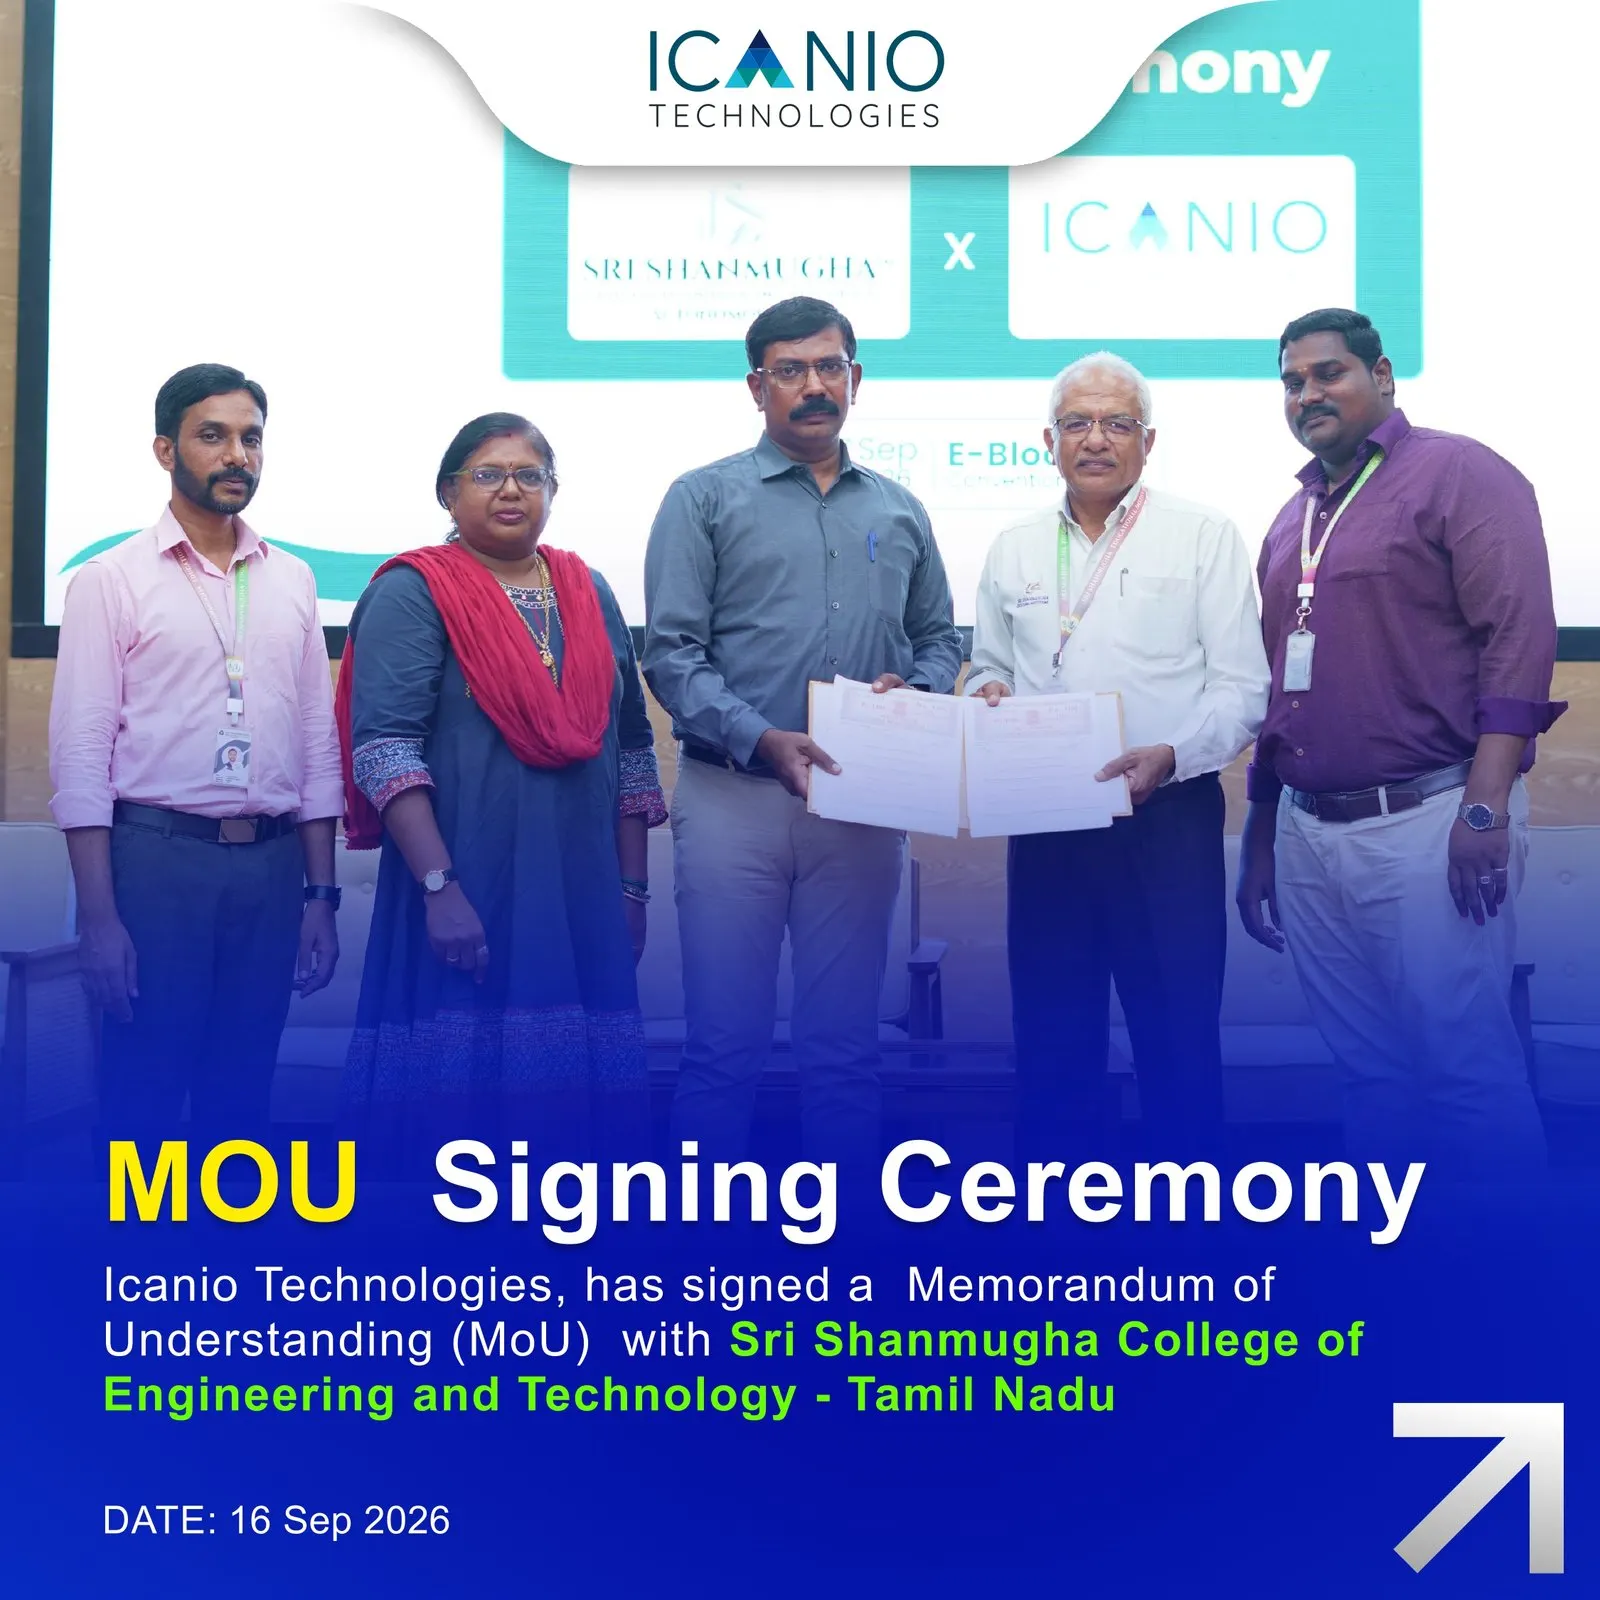 ICANIO
TECHNOLOGIES
mony
SRI SHANMUGHA
X
ICANIO
Sep
E-Bloc
MOU Signing Ceremony
Icanio Technologies, has signed a Memorandum of
Understanding (MoU) with Sri Shanmugha College of
Engineering and Technology - Tamil Nadu
DATE: 16 Sep 2026